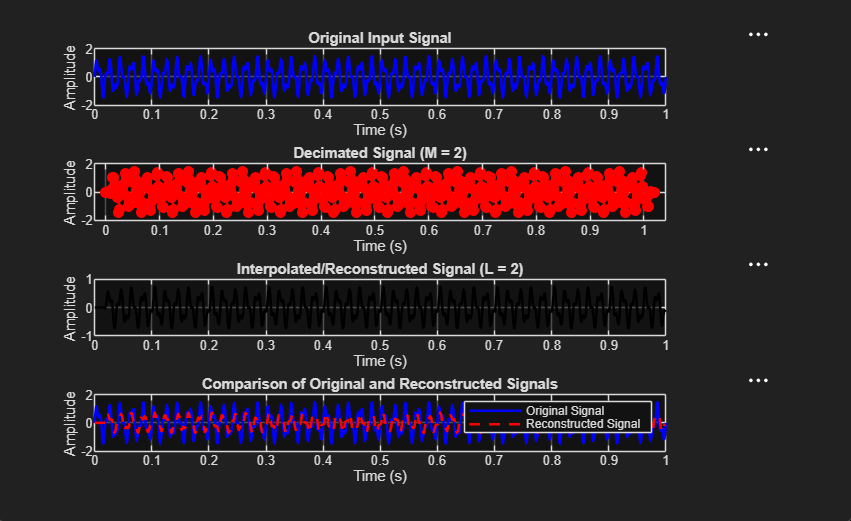 Original Input Signal
Amplitude
2
0
-2
0 0.1 0.2 0.3 0.4 0.5 0.6 0.7 0.8 0.9 1
Time (s)
Decimated Signal (M = 2)
Amplitude
2
0
-2
0 0.1 0.2 0.3 0.4 0.5 0.6 0.7 0.8 0.9 1
Time (s)
Interpolated/Reconstructed Signal (L = 2)
Amplitude
1
0
-1
0 0.1 0.2 0.3 0.4 0.5 0.6 0.7 0.8 0.9 1
Time (s)
Comparison of Original and Reconstructed Signals
Amplitude
2
0
-2
Original Signal
Reconstructed Signal
0 0.1 0.2 0.3 0.4 0.5 0.6 0.7 0.8 0.9 1
Time (s)